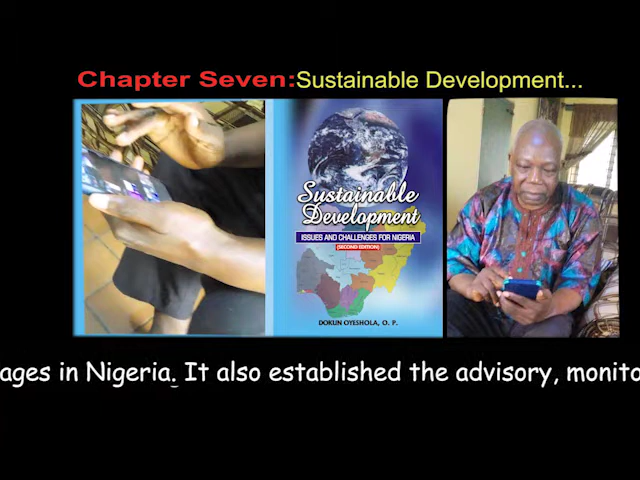 Chapter Seven:Sustainable Development...
Sustainable
Development
ISSUES AND CHALLENGES FOR NIGERIA
(SECOND EDITION)
DOKUN OYESHOLA, O. P.
ages in Nigeria. It also established the advisory, monito